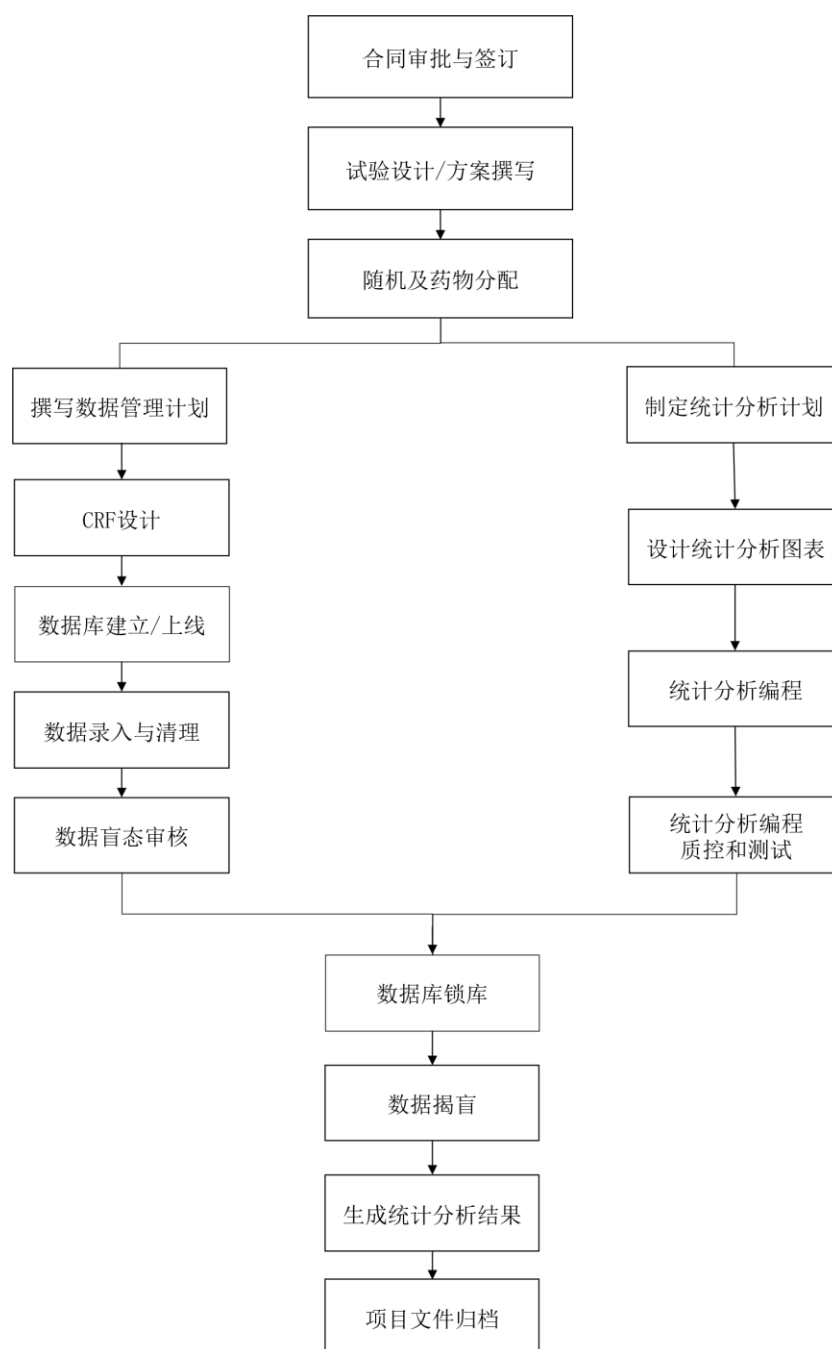 合同审批与签订
试验设计/方案撰写
随机及药物分配
撰写数据管理计划
CRF设计
数据库建立/上线
数据录入与清理
数据盲态审核
制定统计分析计划
设计统计分析图表
统计分析编程
统计分析编程
质控和测试
数据库锁库
数据揭盲
生成统计分析结果
项目文件归档